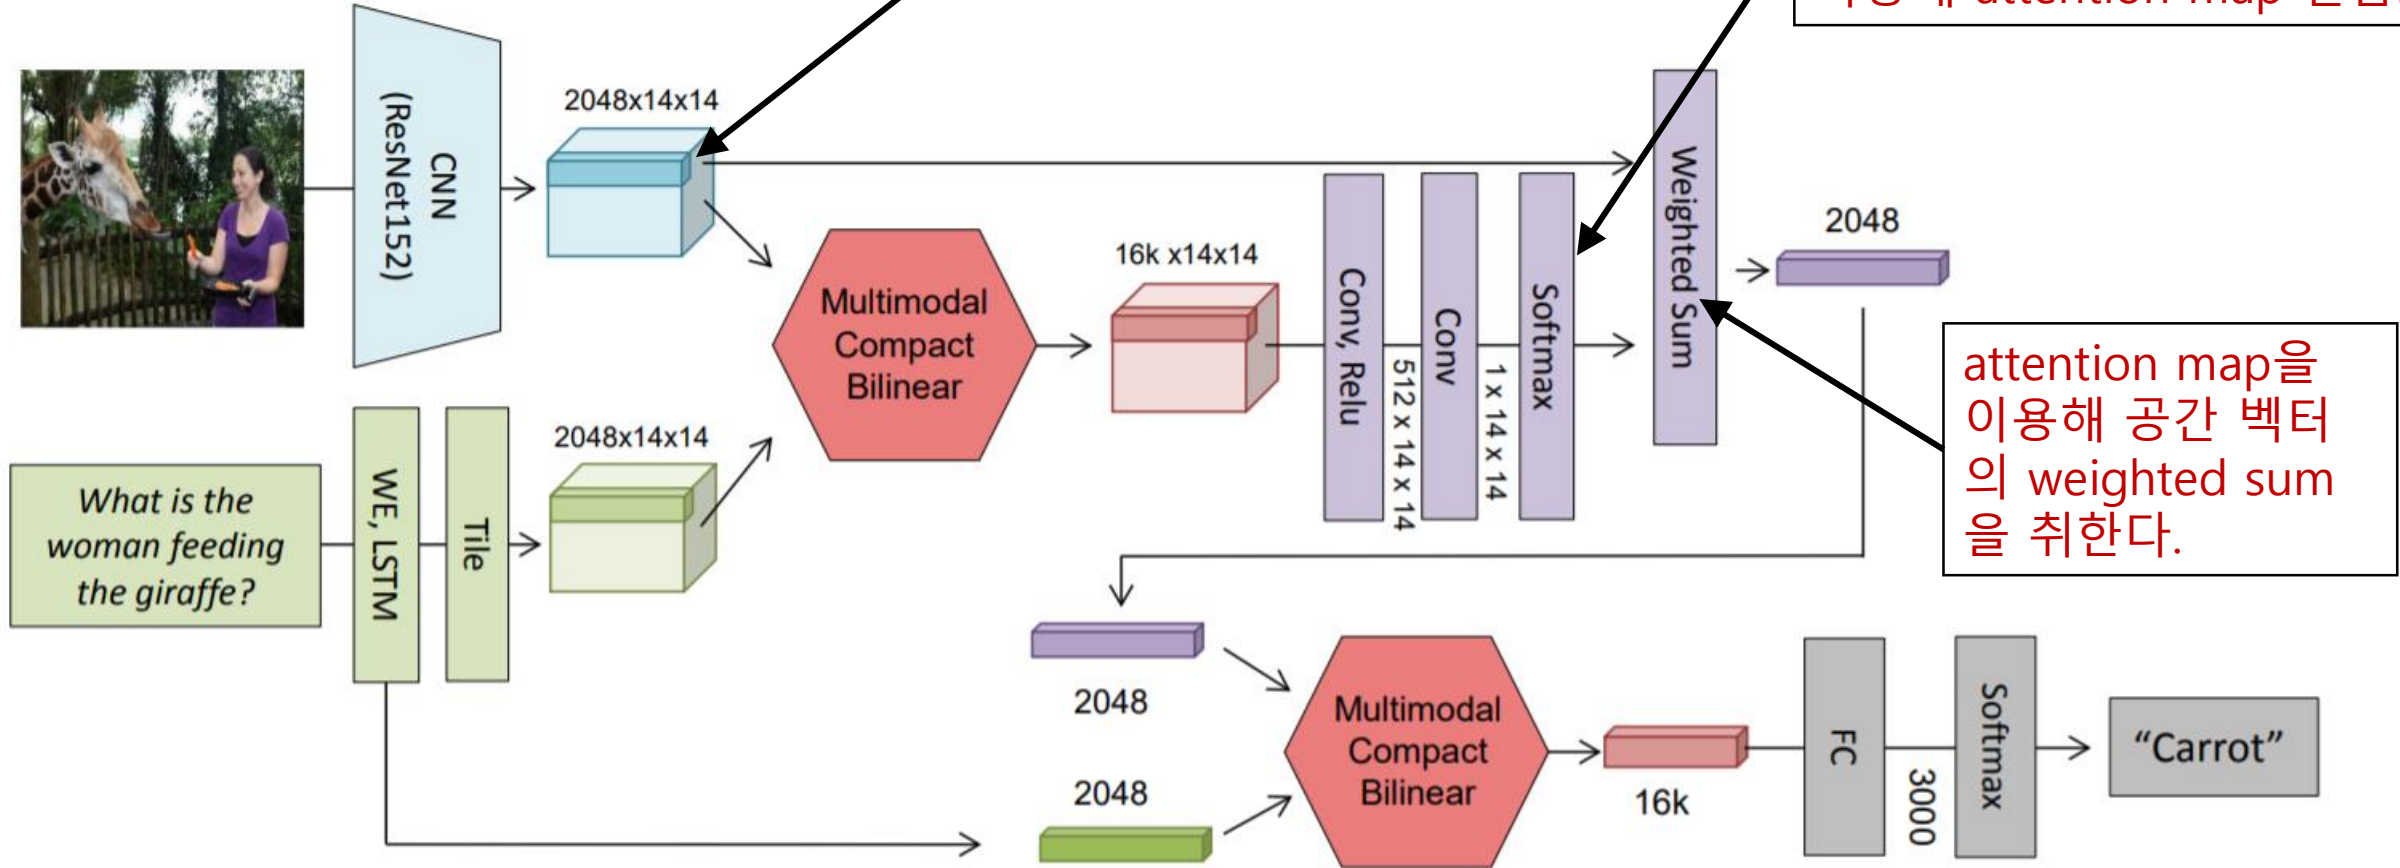 attention map
CNN
(ResNet152)
2048x14x14
What is the
woman feeding
the giraffe?
WE, LSTM
Tile
2048x14x14
Multimodal
Compact
Bilinear
16k x14x14
Conv, Relu
512 x 14 x 14
Conv
1 x 14 x 14
Softmax
Weighted Sum
2048
attention map을
이용해 공간 벡터
의 weighted sum
을 취한다.
2048
2048
Multimodal
Compact
Bilinear
16k
FC
3000
Softmax
“Carrot”